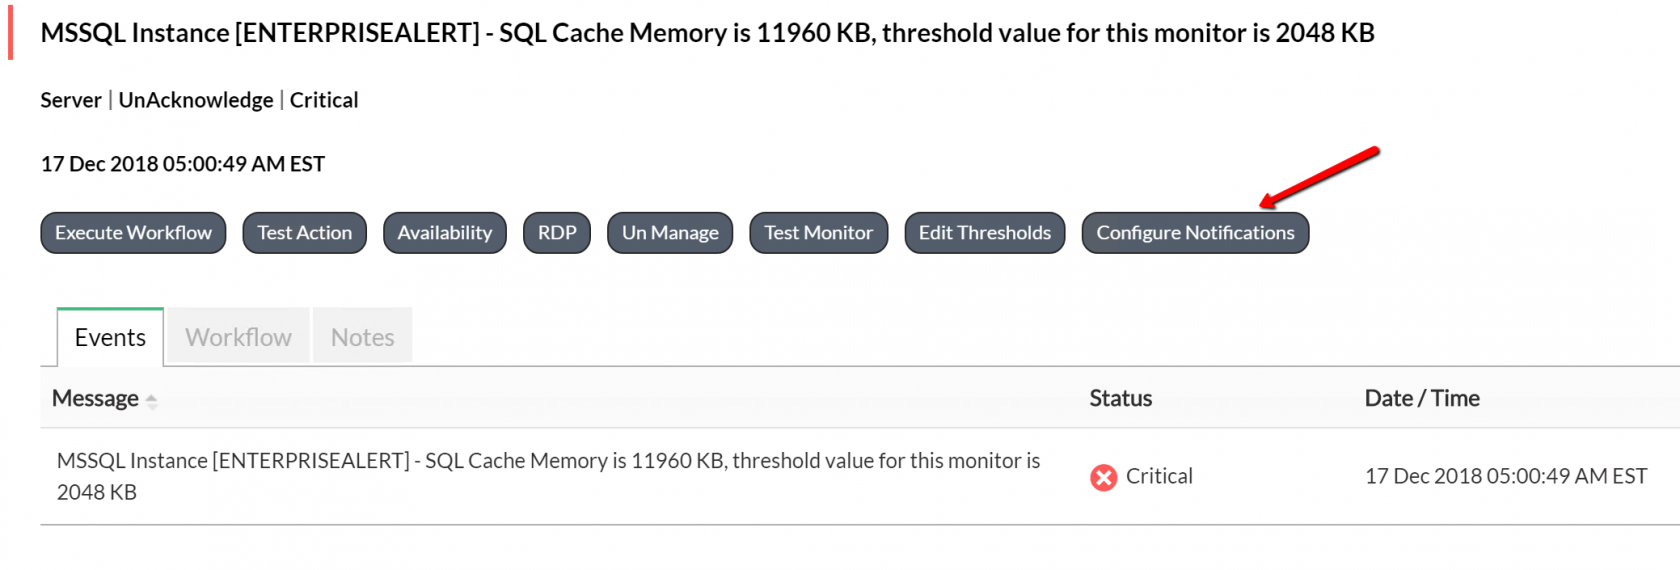 MSSQL Instance [ENTERPRISEALERT] - SQL Cache Memory is 11960 KB, threshold value for this monitor is 2048 KB
Server | UnAcknowledge | Critical
17 Dec 2018 05:00:49 AM EST
Execute Workflow Test Action Availability RDP Un Manage Test Monitor Edit Thresholds Configure Notifications
Events Workflow Notes
Message Status Date / Time
MSSQL Instance [ENTERPRISEALERT] - SQL Cache Memory is 11960 KB, threshold value for this monitor is
2048 KB
Critical 17 Dec 2018 05:00:49 AM EST